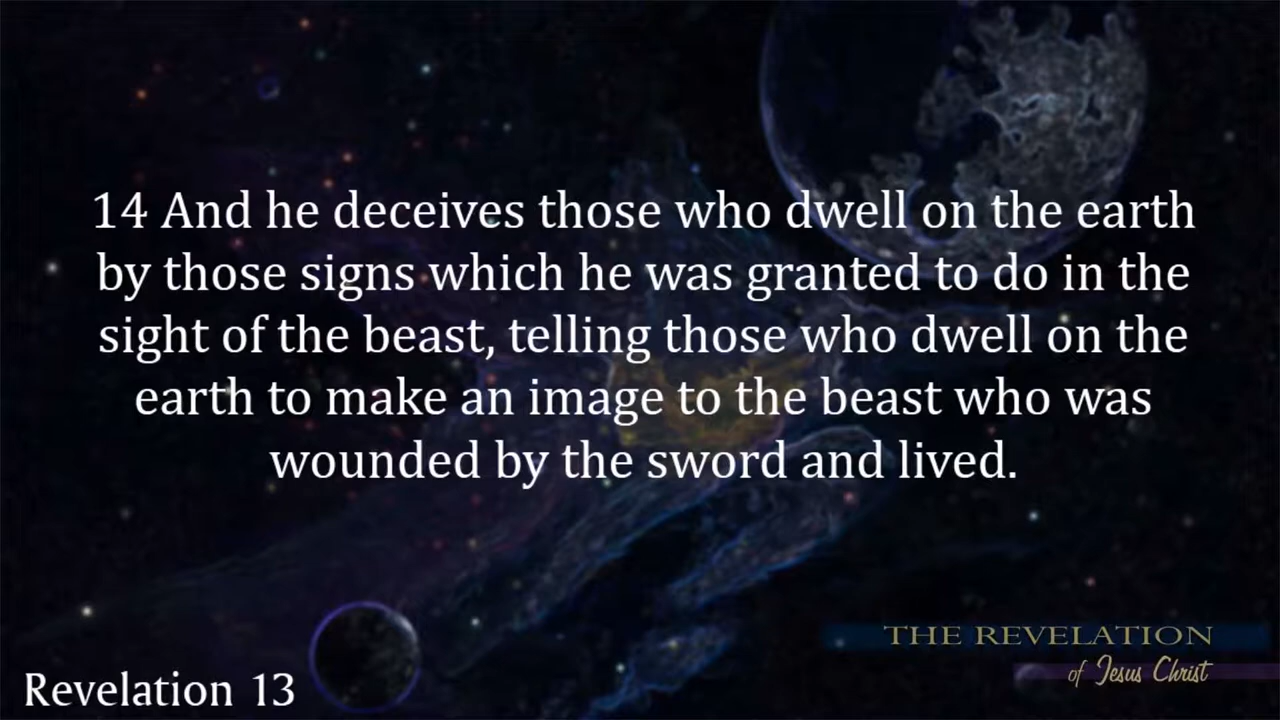 14 And he deceives those who dwell on the earth
by those signs which he was granted to do in the
sight of the beast, telling those who dwell on the
earth to make an image to the beast who was
wounded by the sword and lived.
THE REVELATION
of Jesus Christ
Revelation 13